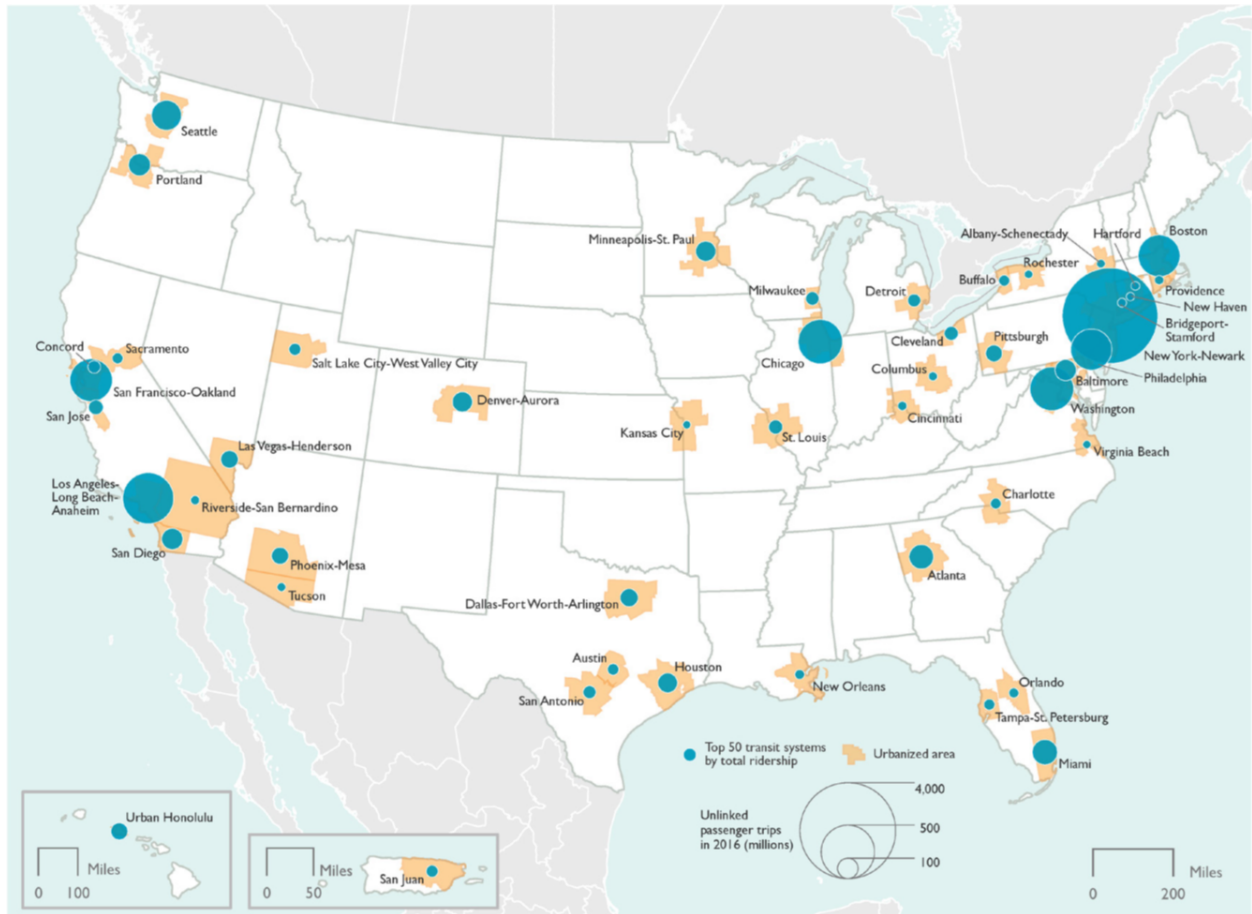 Seattle
Portland
Minneapolis-St. Paul
Albany-Schenectady
Hartford
Boston
Buffalo
Rochester
Milwaukee
Detroit
Providence
New Haven
Bridgeport-
Stamford
Concord
Sacramento
Salt Lake City-West Valley City
Chicago
Cleveland
Pittsburgh
New York-Newark
San Francisco-Oakland
Columbus
Baltimore
Philadelphia
San Jose
Denver-Aurora
Washington
Kansas City
St. Louis
Cincinnati
Las Vegas-Henderson
Virginia Beach
Los Angeles-
Long Beach-
Anaheim
Riverside-San Bernardino
Charlotte
San Diego
Phoenix-Mesa
Atlanta
Tucson
Dallas-Fort Worth-Arlington
Austin
Houston
San Antonio
New Orleans
Orlando
Tampa-St. Petersburg
Miami
Top 50 transit systems
by total ridership
Urbanized area
Unlinked
passenger trips
in 2016 (millions)
4,000
500
100
Urban Honolulu
Miles
0 100
San Juan
Miles
0 50
Miles
0 200